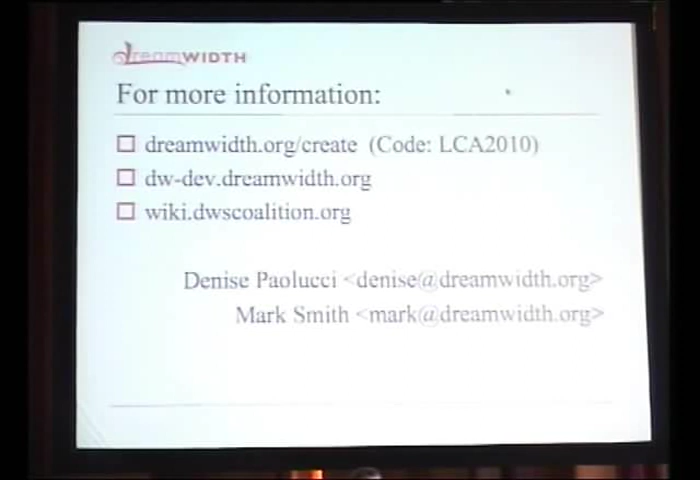 dreamwidth
For more information:
dreamwidth.org/create (Code: LCA2010)
dw-dev.dreamwidth.org
wiki.dwscoalition.org
Denise Paolucci <denise@dreamwidth.org>
Mark Smith <mark@dreamwidth.org>